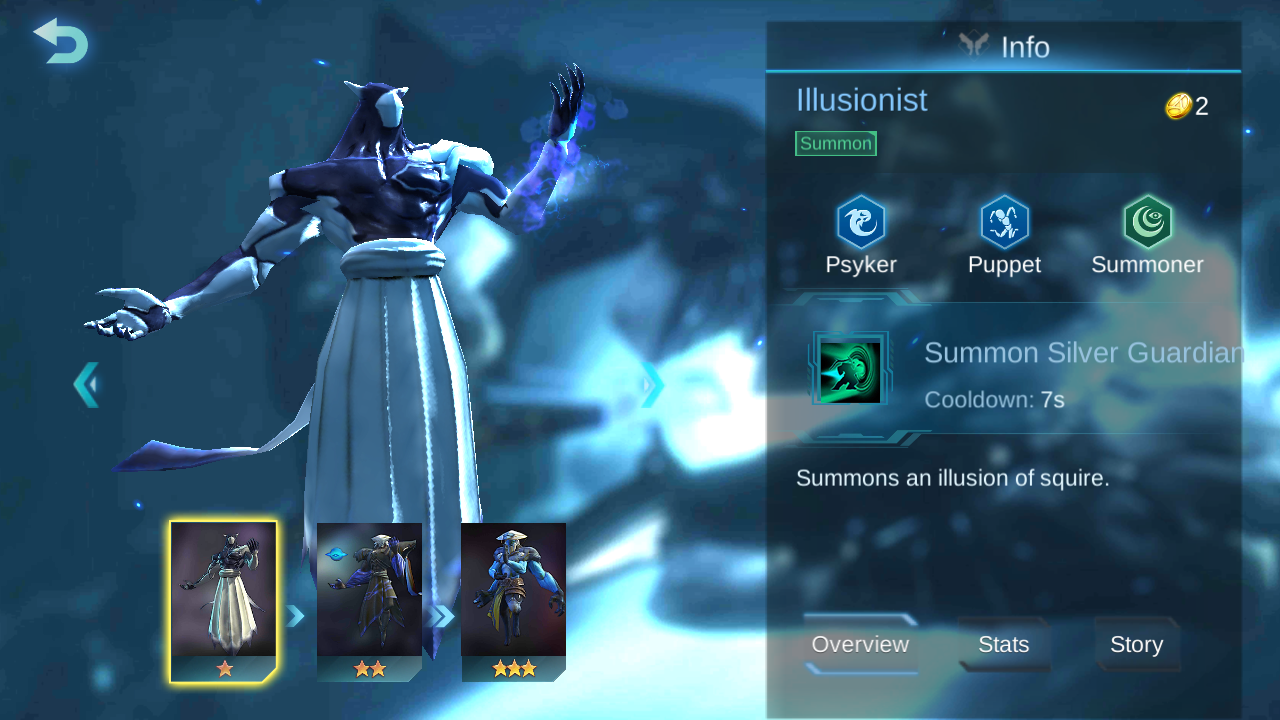 Info
Illusionist
2
Summon
Psyker
Puppet
Summoner
Summon Silver Guardian
Cooldown: 7s
Summons an illusion of squire.
Overview
Stats
Story